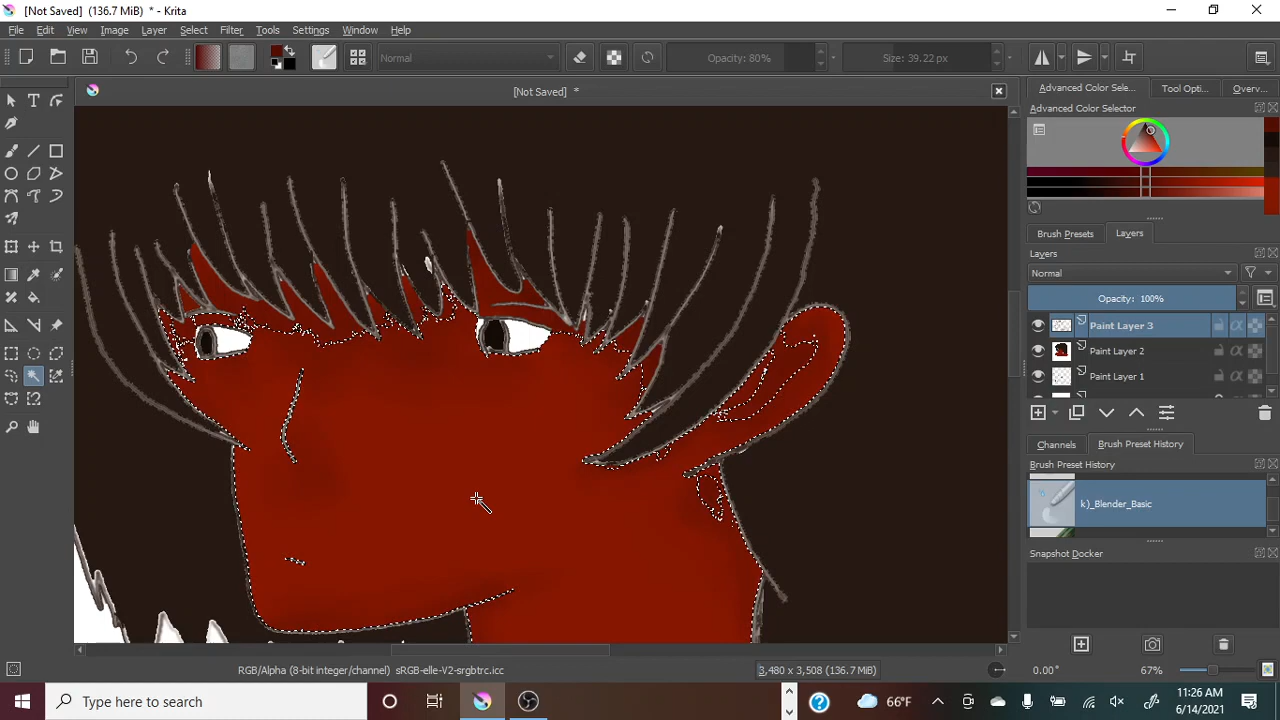 [Not Saved] (136.7 MiB) * - Krita
File Edit View Image Layer Select Filter Tools Settings Window Help
Normal Opacity: 80% Size: 39.22 px
[Not Saved] *
Advanced Color Sele... Tool Opti... Overv...
Advanced Color Selector
Brush Presets Layers
Layers
Normal
Opacity: 100%
Paint Layer 3
Paint Layer 2
Paint Layer 1
Channels Brush Preset History
Brush Preset History
k)_Blender_Basic
Snapshot Docker
RGB/Alpha (8-bit integer/channel) sRGB-elle-V2-srgbtrc.icc 3,480 x 3,508 (136.7 MiB) 0.00° 67%
Type here to search
66°F
11:26 AM
6/14/2021